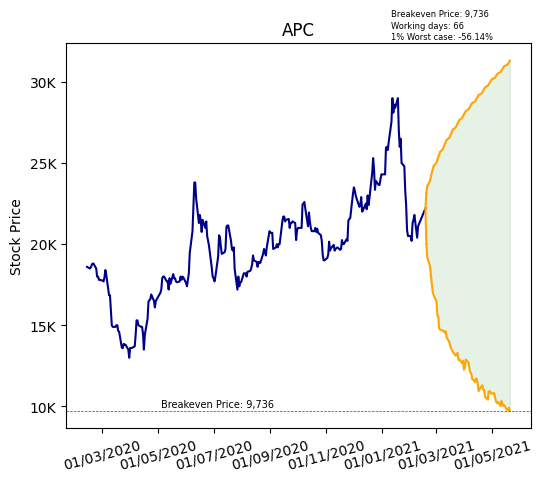 Breakeven Price: 9,736
Working days: 66
1% Worst case: -56.14%
APC
Stock Price
30K
25K
20K
15K
10K
Breakeven Price: 9,736
01/03/2020 01/05/2020 01/07/2020 01/09/2020 01/11/2020 01/01/2021 01/03/2021 01/05/2021